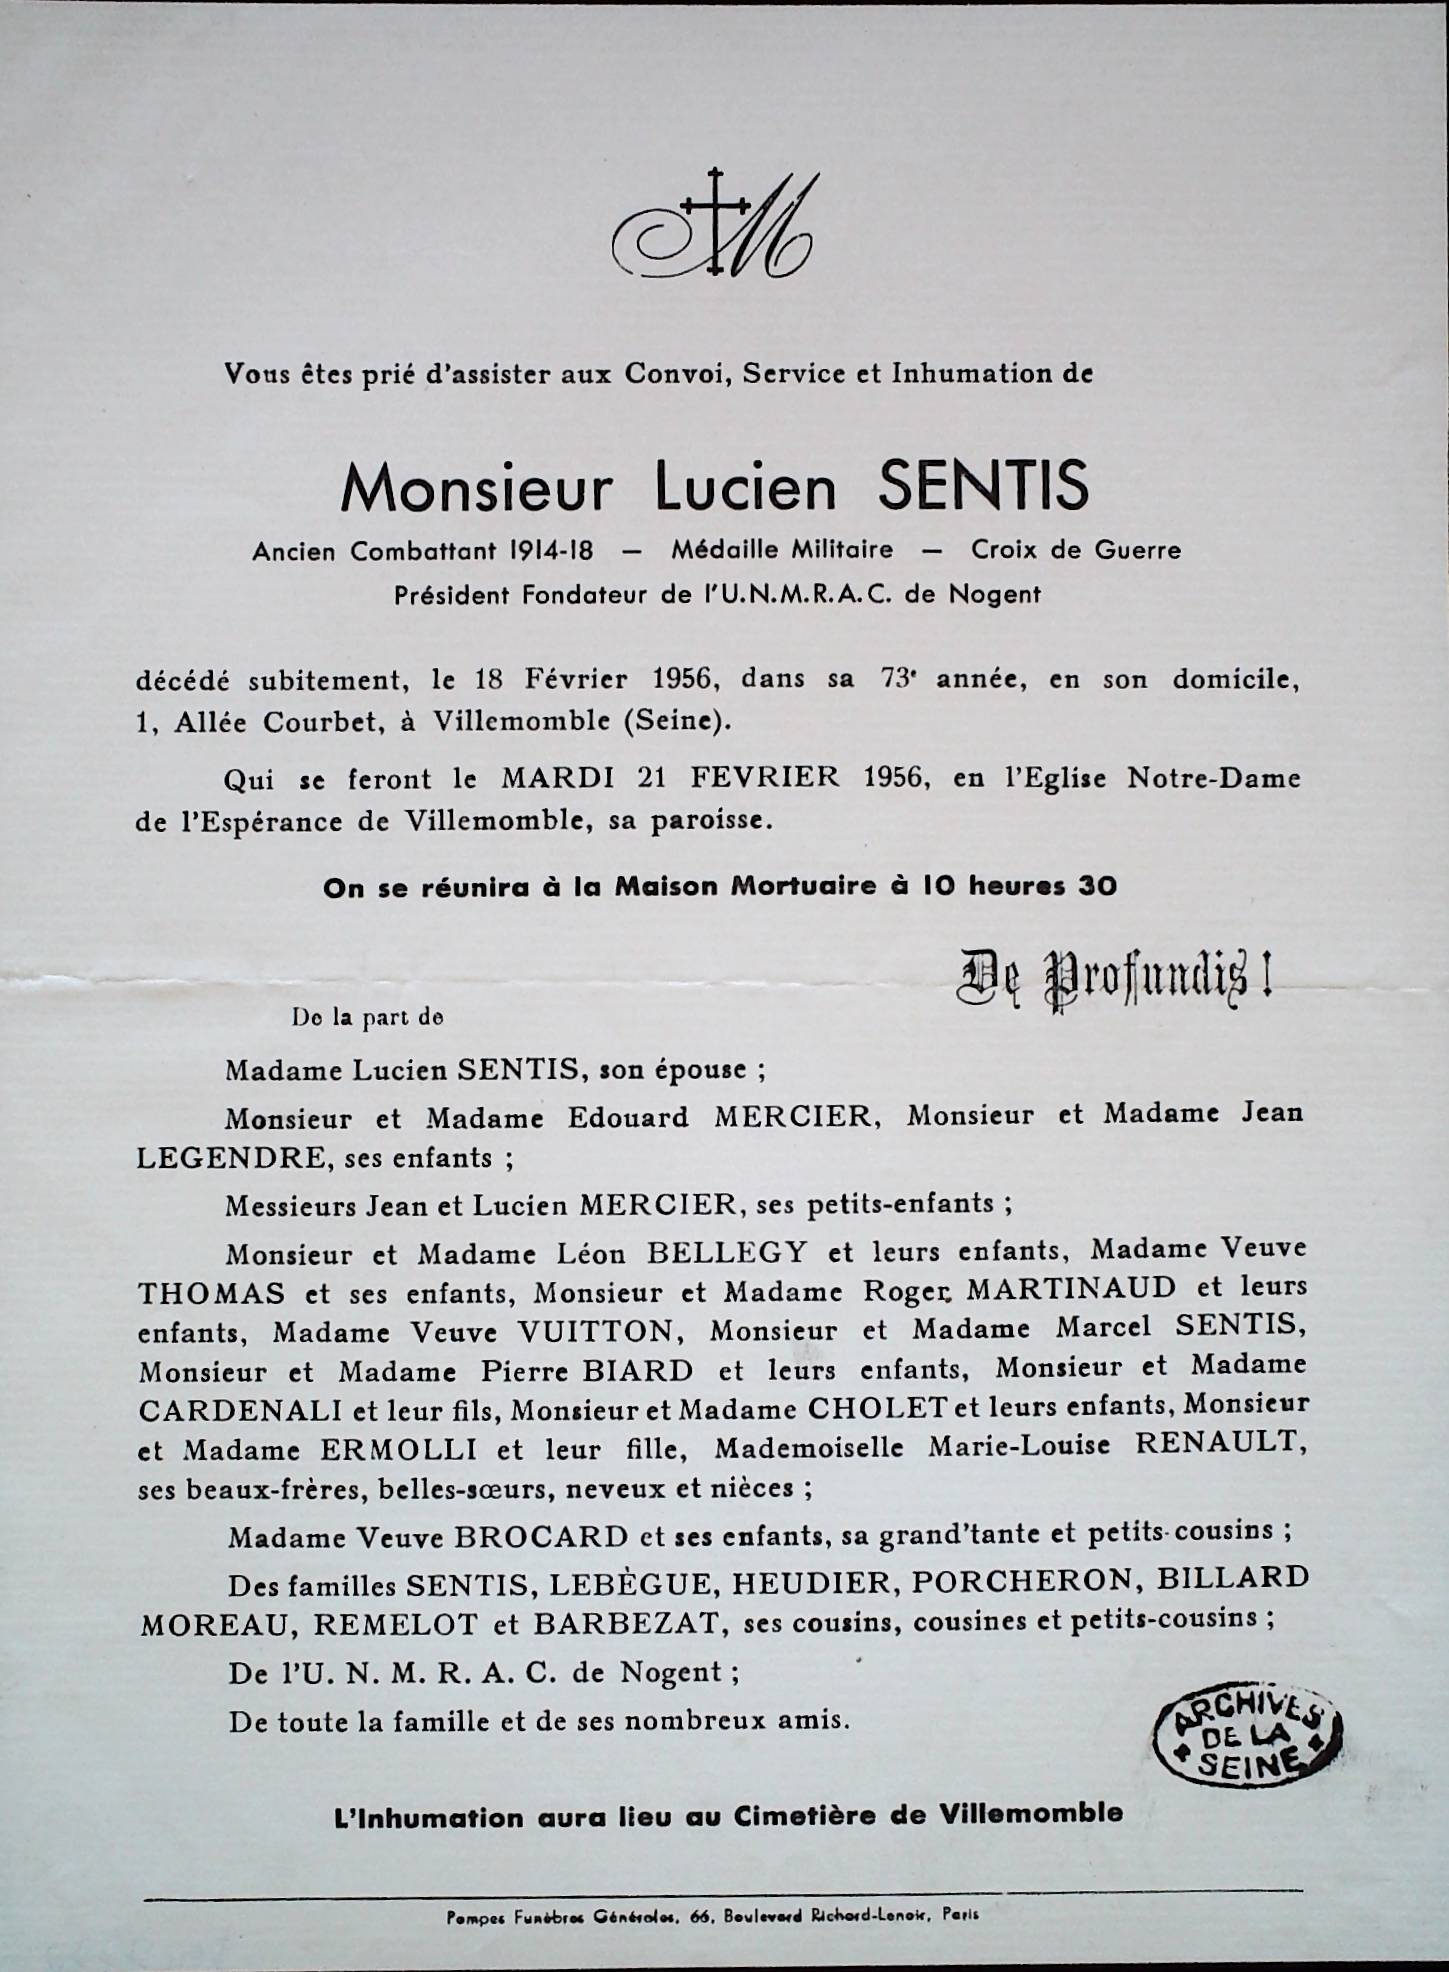 M
Vous êtes prié d'assister aux Convoi, Service et Inhumation de
Monsieur Lucien SENTIS
Ancien Combattant 1914-18 — Médaille Militaire — Croix de Guerre
Président Fondateur de l'U.N.M.R.A.C. de Nogent
décédé subitement, le 18 Février 1956, dans sa 73e année, en son domicile,
1, Allée Courbet, à Villemomble (Seine).
Qui se feront le MARDI 21 FEVRIER 1956, en l'Eglise Notre-Dame
de l'Espérance de Villemomble, sa paroisse.
On se réunira à la Maison Mortuaire à 10 heures 30
De Profundis !
De la part de
Madame Lucien SENTIS, son épouse ;
Monsieur et Madame Edouard MERCIER, Monsieur et Madame Jean
LEGENDRE, ses enfants ;
Messieurs Jean et Lucien MERCIER, ses petits-enfants ;
Monsieur et Madame Léon BELLEGY et leurs enfants, Madame Veuve
THOMAS et ses enfants, Monsieur et Madame Roger MARTINAUD et leurs
enfants, Madame Veuve VUITTON, Monsieur et Madame Marcel SENTIS,
Monsieur et Madame Pierre BIARD et leurs enfants, Monsieur et Madame
CARDENALI et leur fils, Monsieur et Madame CHOLET et leurs enfants, Monsieur
et Madame ERMOLLI et leur fille, Mademoiselle Marie-Louise RENAULT,
ses beaux-frères, belles-sœurs, neveux et nièces ;
Madame Veuve BROCARD et ses enfants, sa grand'tante et petits-cousins ;
Des familles SENTIS, LEBÈGUE, HEUDIER, PORCHERON, BILLARD
MOREAU, REMELOT et BARBEZAT, ses cousins, cousines et petits-cousins ;
De l'U. N. M. R. A. C. de Nogent ;
De toute la famille et de ses nombreux amis.
ARCHIVES
DE LA
SEINE
L'Inhumation aura lieu au Cimetière de Villemomble
Pompes Funèbres Générales, 66, Boulevard Richard-Lenoir, Paris